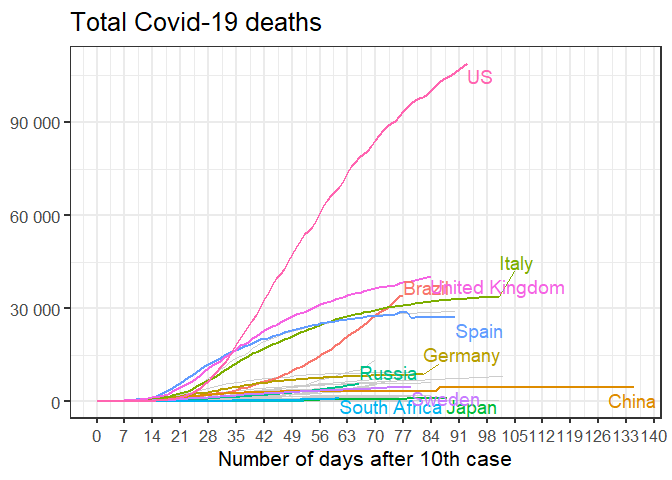 Total Covid-19 deaths
US
90 000
60 000
Italy
Brazil
United Kingdom
30 000
Spain
Germany
Russia
Sweden
China
South Africa
Japan
0
0 7 14 21 28 35 42 49 56 63 70 77 84 91 98 105 112 119 126 133 140
Number of days after 10th case